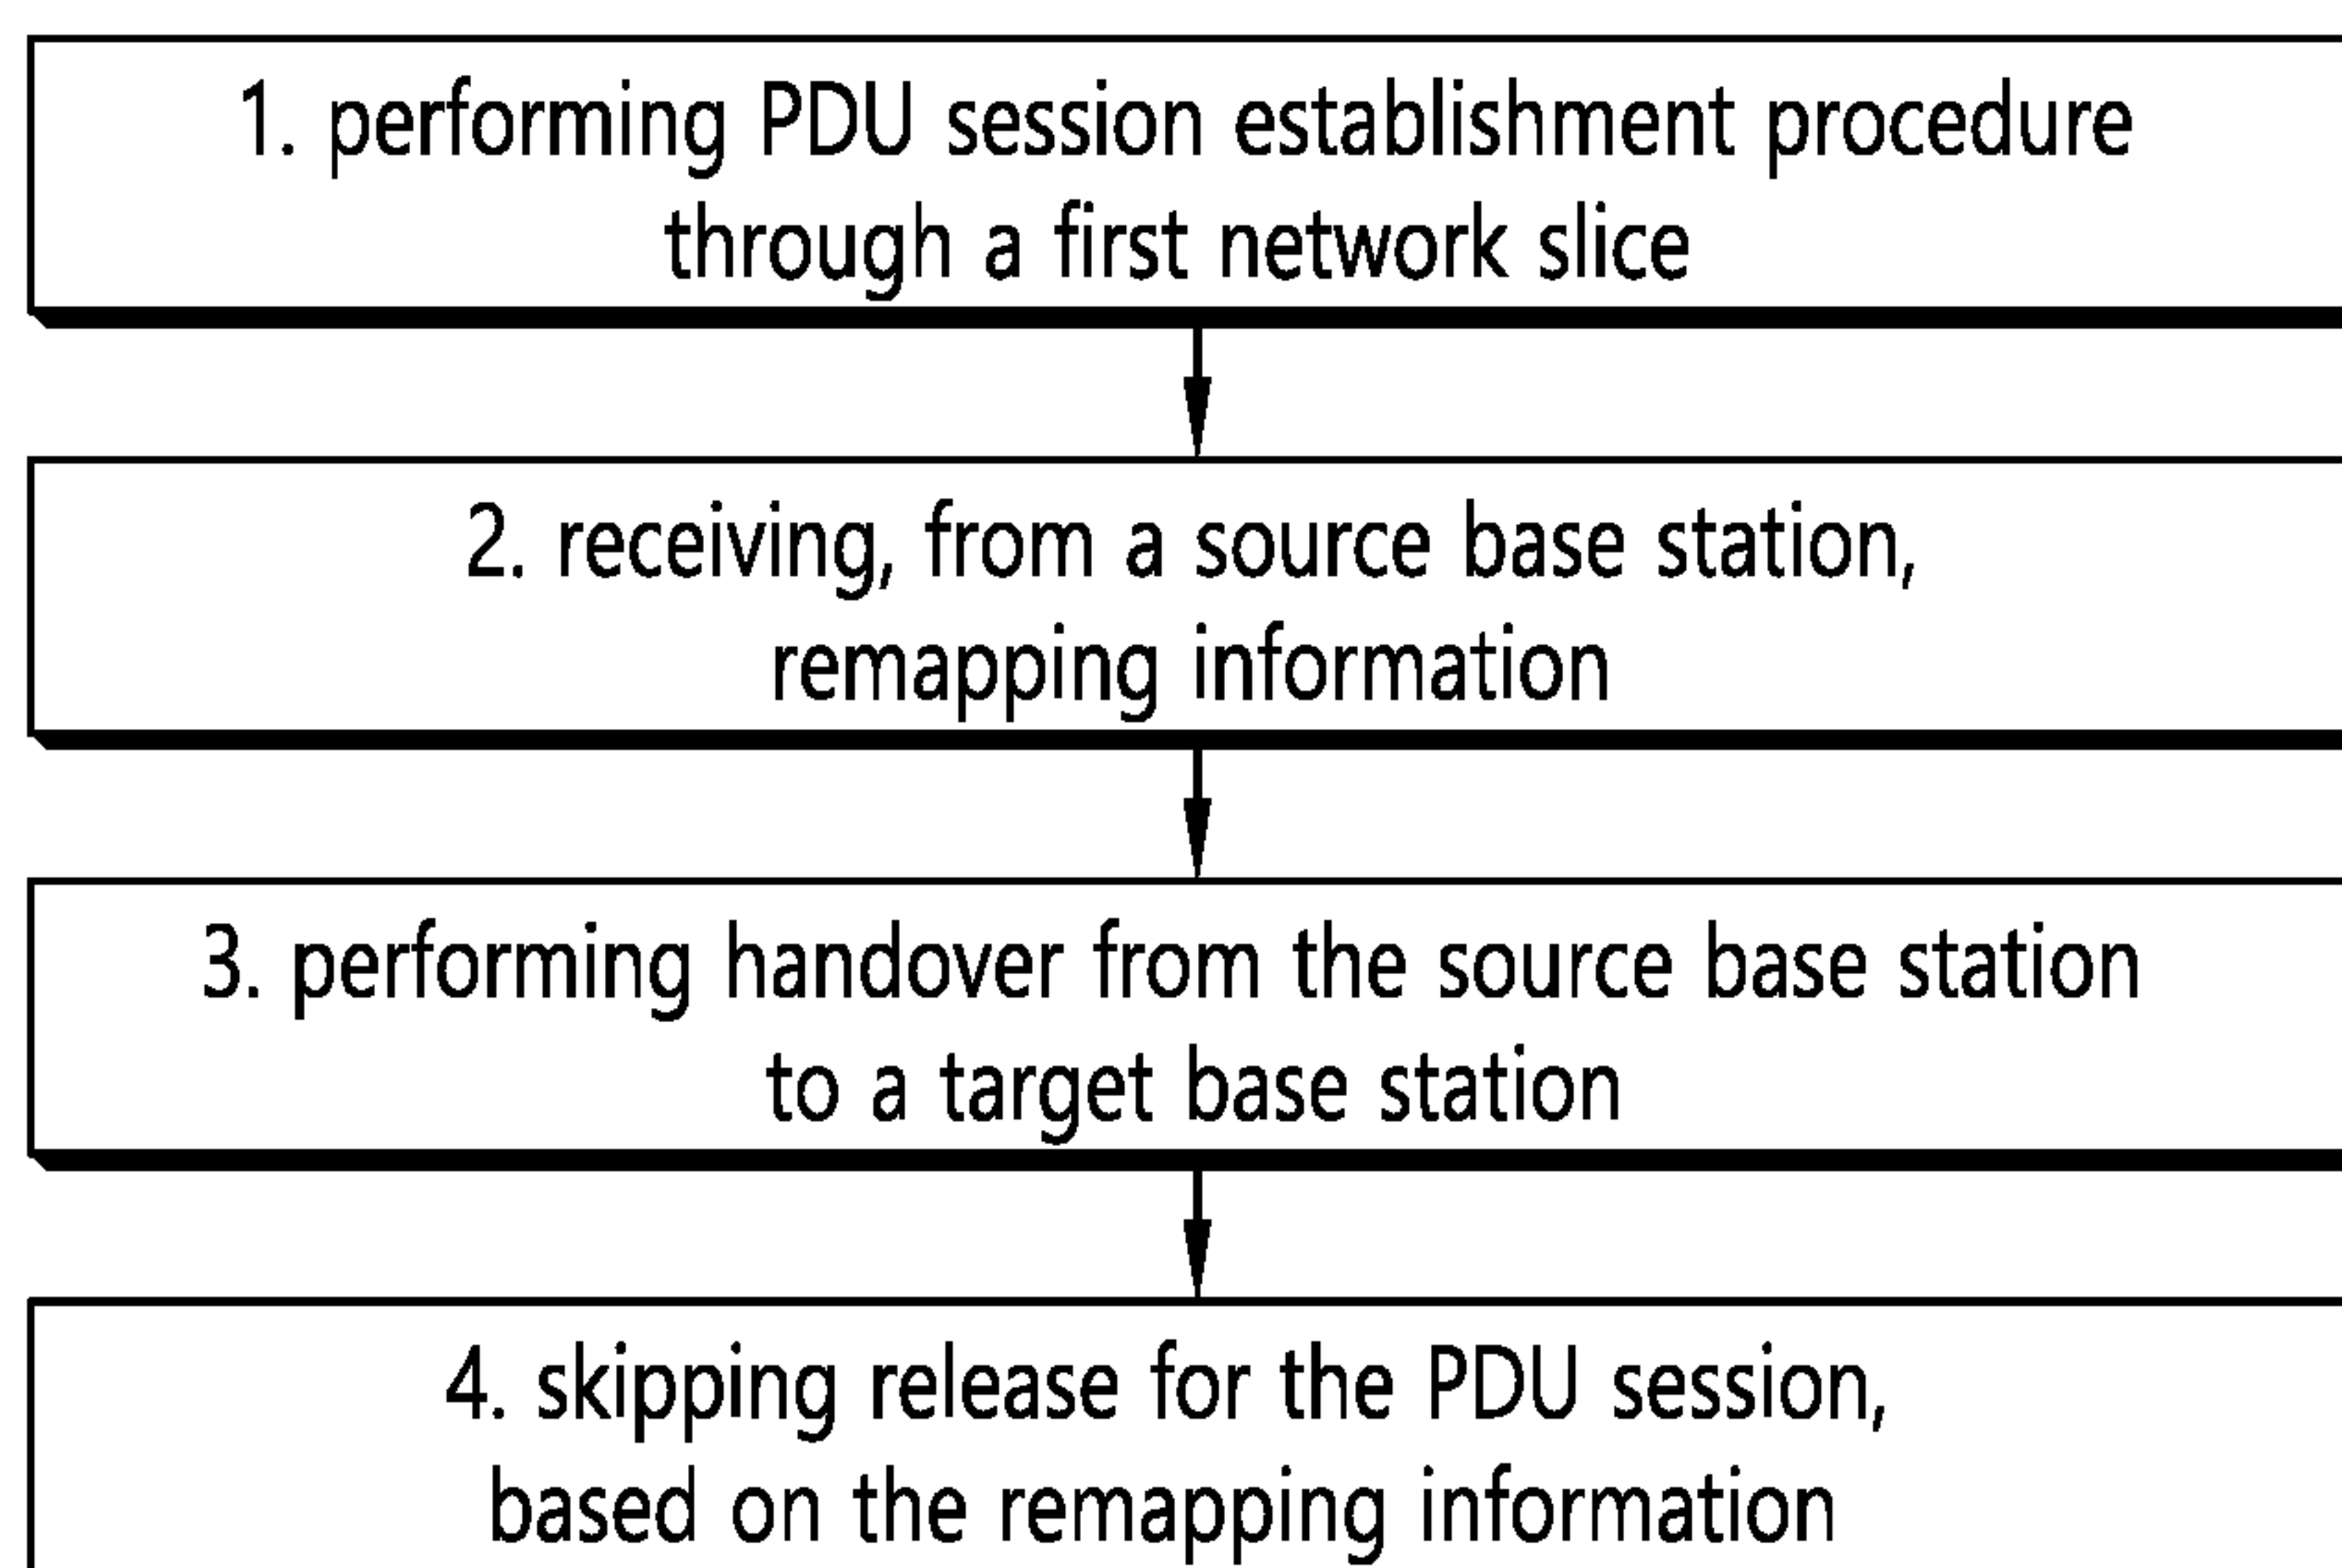 1. performing PDU session establishment procedure
through a first network slice
2. receiving, from a source base station,
remapping information
3. performing handover from the source base station
to a target base station
4. skipping release for the PDU session,
based on the remapping information